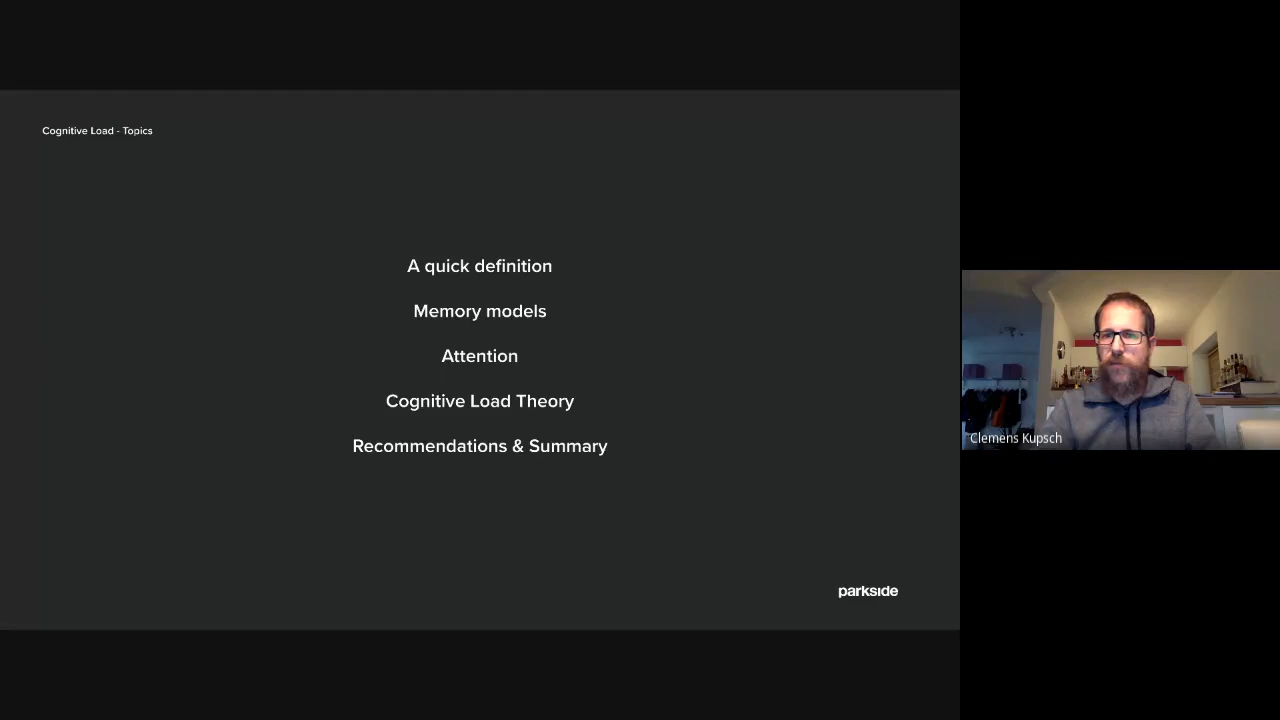 Cognitive Load - Topics
A quick definition
Memory models
Attention
Cognitive Load Theory
Recommendations & Summary
parkside
Clemens Kupsch